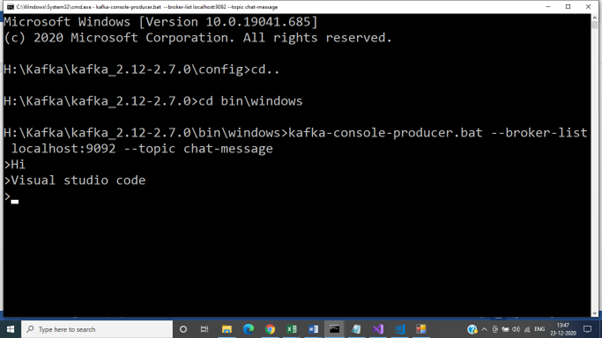 C:\Windows\System32\cmd.exe - kafka-console-producer.bat --broker-list localhost:9092 --topic chat-message
Microsoft Windows [Version 10.0.19041.685]
(c) 2020 Microsoft Corporation. All rights reserved.
H:\Kafka\kafka_2.12-2.7.0\config>cd..
H:\Kafka\kafka_2.12-2.7.0>cd bin\windows
H:\Kafka\kafka_2.12-2.7.0\bin\windows>kafka-console-producer.bat --broker-list
localhost:9092 --topic chat-message
>Hi
>Visual studio code
>
Type here to search
ENG
13:47
23-12-2020